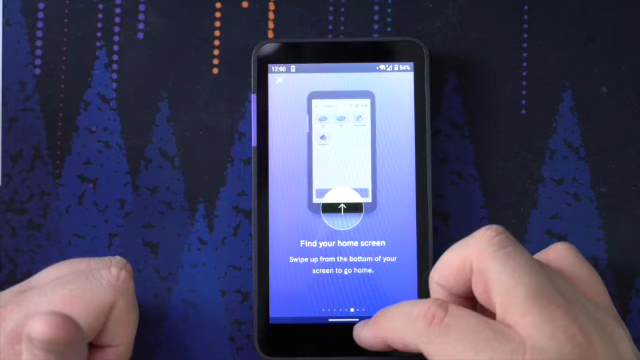 12:00
54%
Find your home screen
Swipe up from the bottom of your
screen to go home.